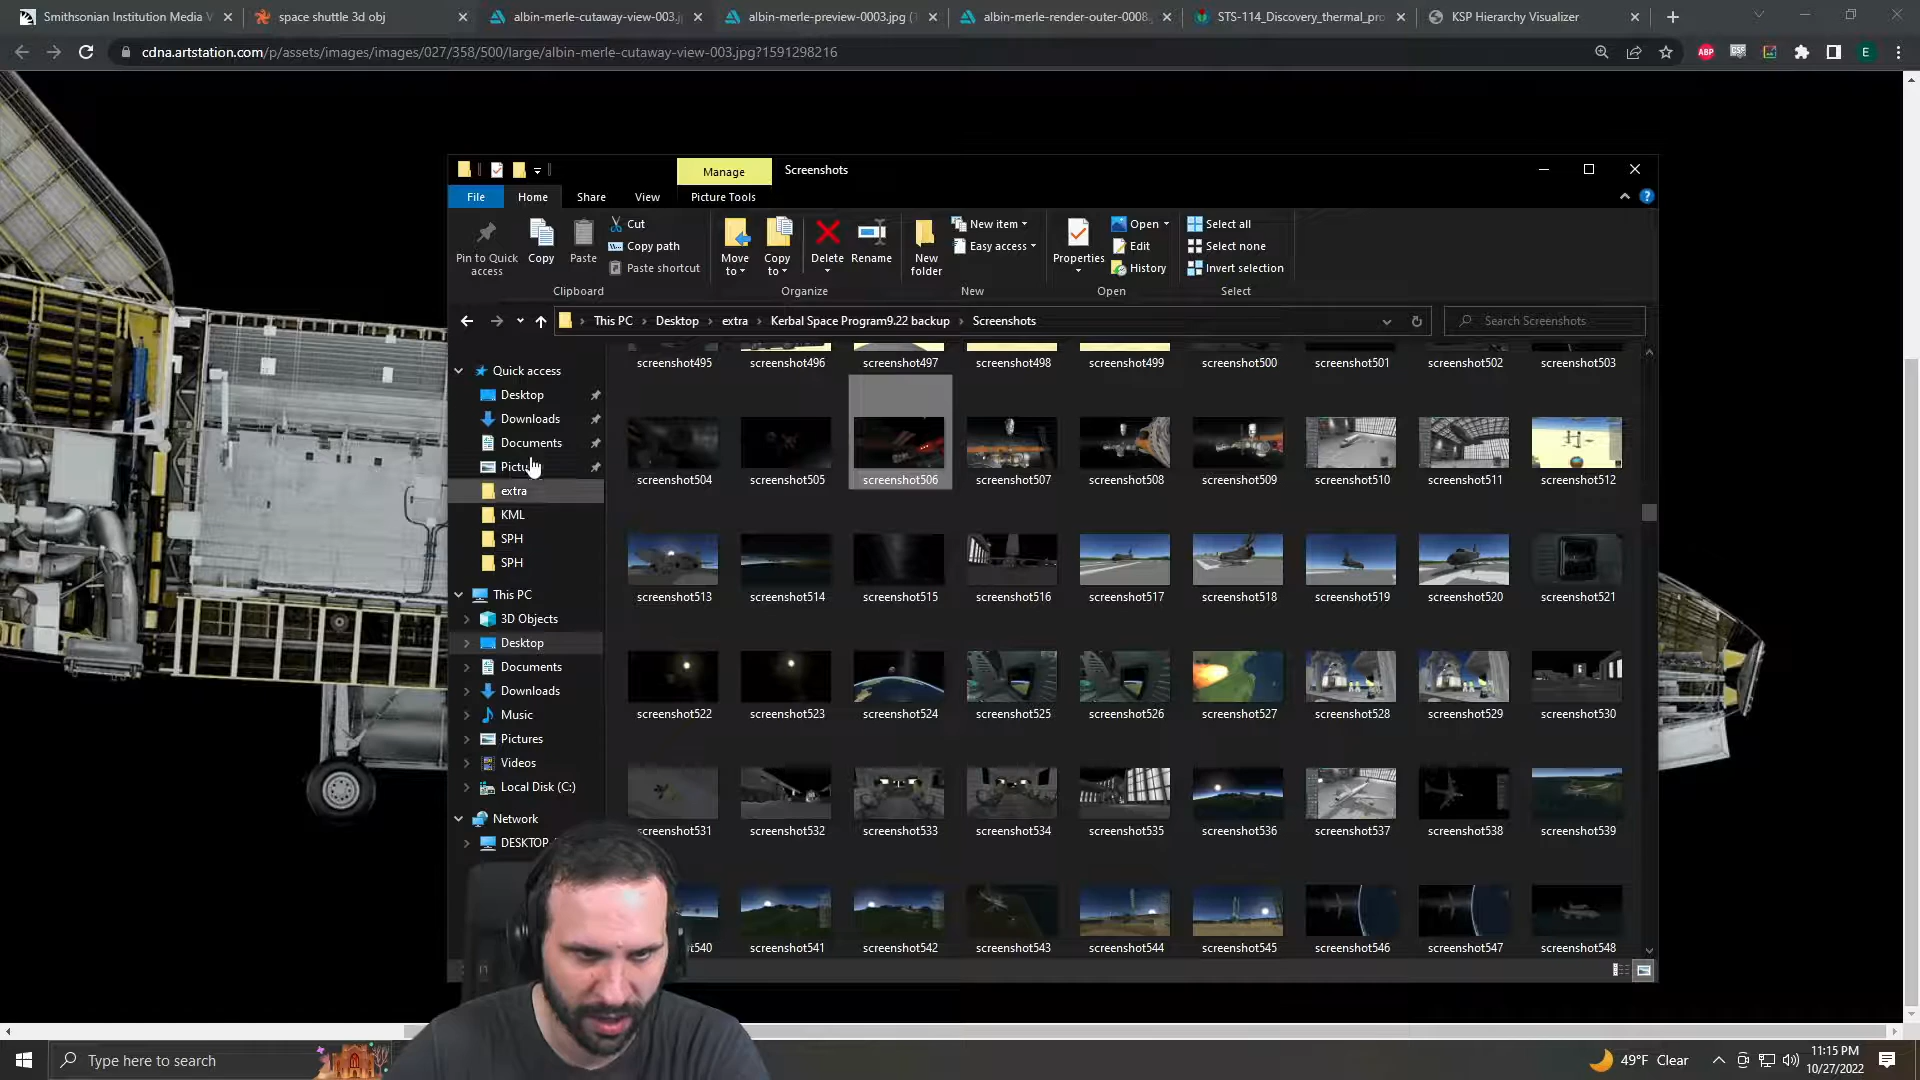 Smithsonian Institution Media V
space shuttle 3d obj
albin-merle-cutaway-view-003.j
albin-merle-preview-0003.jpg (1
albin-merle-render-outer-0008
STS-114_Discovery_thermal_pro
KSP Hierarchy Visualizer
cdna.artstation.com/p/assets/images/images/027/358/500/large/albin-merle-cutaway-view-003.jpg?1591298216
ABP
E
Manage
Screenshots
File
Home
Share
View
Picture Tools
Pin to Quick access
Copy
Paste
Cut
Copy path
Paste shortcut
Clipboard
Move to
Copy to
Delete
Rename
Organize
New folder
New item
Easy access
New
Properties
Open
Edit
History
Open
Select all
Select none
Invert selection
Select
This PC
Desktop
extra
Kerbal Space Program9.22 backup
Screenshots
Search Screenshots
Quick access
Desktop
Downloads
Documents
Pictu
extra
KML
SPH
SPH
This PC
3D Objects
Desktop
Documents
Downloads
Music
Pictures
Videos
Local Disk (C:)
Network
DESKTOP
screenshot495 screenshot496 screenshot497 screenshot498 screenshot499 screenshot500 screenshot501 screenshot502 screenshot503
screenshot504 screenshot505 screenshot506 screenshot507 screenshot508 screenshot509 screenshot510 screenshot511 screenshot512
screenshot513 screenshot514 screenshot515 screenshot516 screenshot517 screenshot518 screenshot519 screenshot520 screenshot521
screenshot522 screenshot523 screenshot524 screenshot525 screenshot526 screenshot527 screenshot528 screenshot529 screenshot530
screenshot531 screenshot532 screenshot533 screenshot534 screenshot535 screenshot536 screenshot537 screenshot538 screenshot539
t540 screenshot541 screenshot542 screenshot543 screenshot544 screenshot545 screenshot546 screenshot547 screenshot548
Type here to search
49°F Clear
11:15 PM
10/27/2022